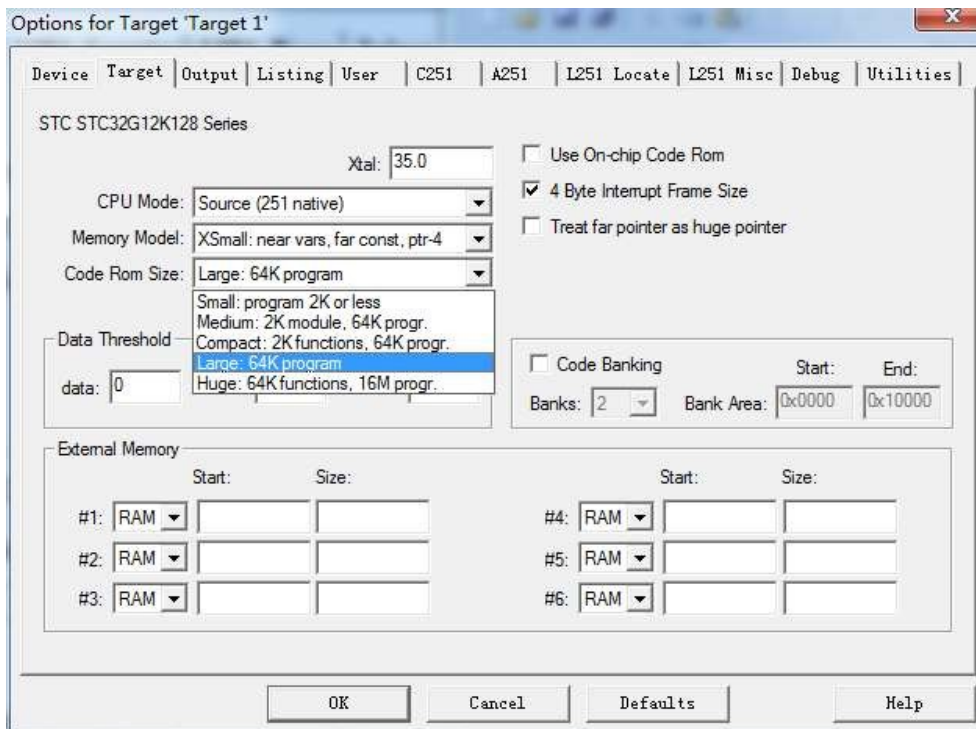 Options for Target 'Target 1'
Device Target Output Listing User C251 A251 L251 Locate L251 Misc Debug Utilities
STC STC32G12K128 Series
Xtal: 35.0
Use On-chip Code Rom
CPU Mode: Source (251 native)
4 Byte Interrupt Frame Size
Memory Model: XSmall: near vars, far const, ptr-4
Treat far pointer as huge pointer
Code Rom Size: Large: 64K program
Small: program 2K or less
Medium: 2K module, 64K progr.
Compact: 2K functions, 64K progr.
Large: 64K program
Huge: 64K functions, 16M progr.
Data Threshold
data: 0
Code Banking Start: End:
Banks: 2 Bank Area: 0x0000 0x10000
External Memory
Start: Size: Start: Size:
#1: RAM #4: RAM
#2: RAM #5: RAM
#3: RAM #6: RAM
OK Cancel Defaults Help